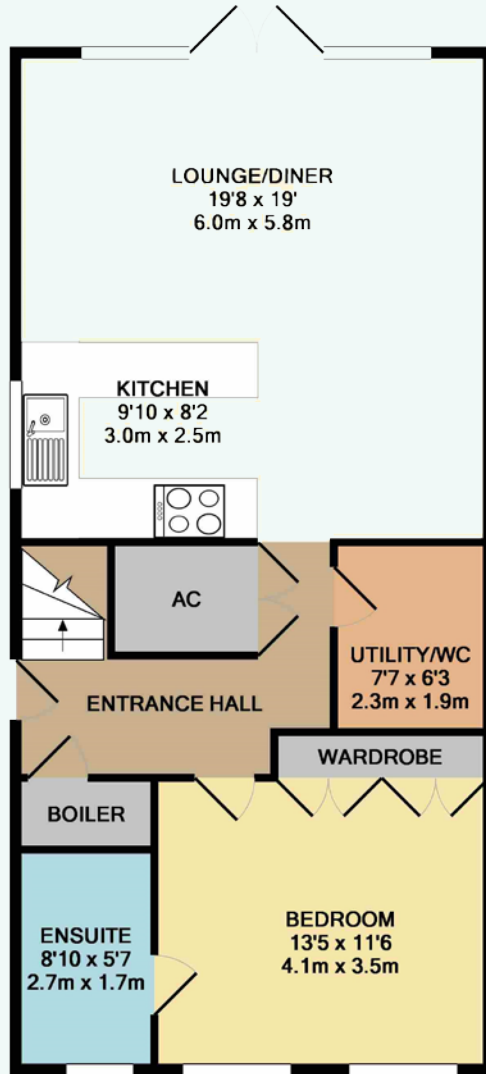 LOUNGE/DINER
19'8 x 19'
6.0m x 5.8m
KITCHEN
9'10 x 8'2
3.0m x 2.5m
AC
UTILITY/WC
7'7 x 6'3
2.3m x 1.9m
ENTRANCE HALL
WARDROBE
BOILER
ENSUITE
8'10 x 5'7
2.7m x 1.7m
BEDROOM
13'5 x 11'6
4.1m x 3.5m